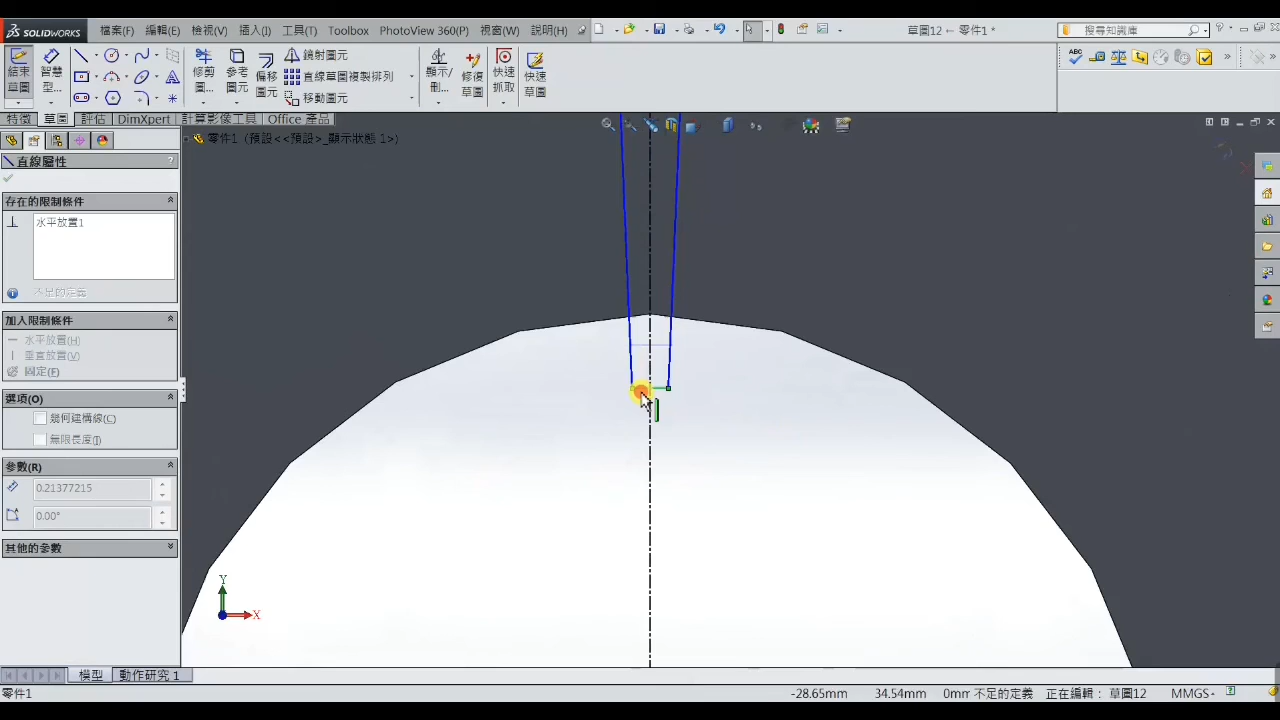 SOLIDWORKS 檔案(F) 編輯(E) 檢視(V) 插入(I) 工具(T) Toolbox PhotoView 360(P) 視窗(W) 說明(H) 草圖12 ← 零件1 * 搜尋知識庫
結束草圖 智慧型... 修剪圖... 參考圖元 偏移圖元 鏡射圖元 直線草圖複製排列 移動圖元 顯示/刪... 修復草圖 快速抓取 快速草圖
特徵 草圖 評估 DimXpert 計算影像工具 Office 產品
零件1 (預設<<預設>_顯示狀態 1>)
直線屬性 ?
存在的限制條件
水平放置1
不足的定義
加入限制條件
水平放置(H)
垂直放置(V)
固定(F)
選項(O)
幾何建構線(C)
無限長度(I)
參數(R)
0.21377215
0.00°
其他的參數
Y
X
模型 動作研究 1
零件1 -28.65mm 34.54mm 0mm 不足的定義 正在編輯： 草圖12 MMGS